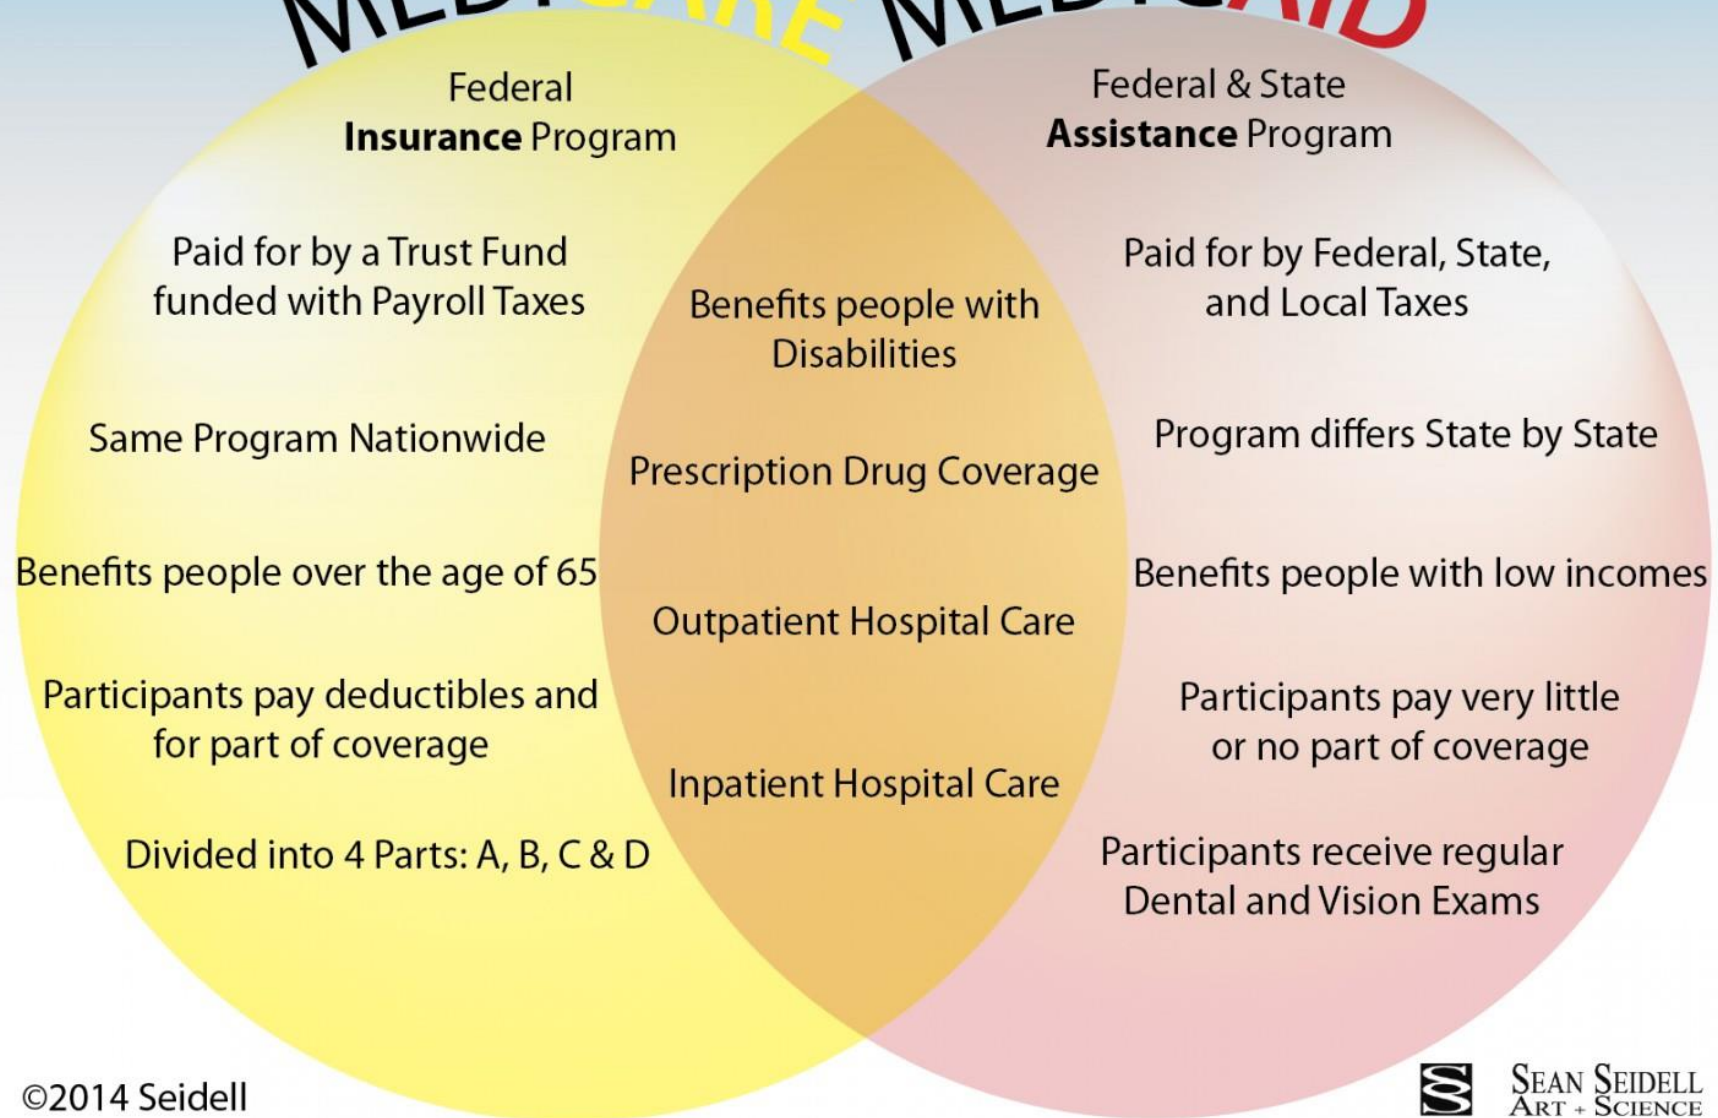 MEDICARE MEDICAID
Federal
Insurance Program
Paid for by a Trust Fund
funded with Payroll Taxes
Same Program Nationwide
Benefits people over the age of 65
Participants pay deductibles and
for part of coverage
Divided into 4 Parts: A, B, C & D
Benefits people with
Disabilities
Prescription Drug Coverage
Outpatient Hospital Care
Inpatient Hospital Care
Federal & State
Assistance Program
Paid for by Federal, State,
and Local Taxes
Program differs State by State
Benefits people with low incomes
Participants pay very little
or no part of coverage
Participants receive regular
Dental and Vision Exams
©2014 Seidell
S
SEAN SEIDELL
ART + SCIENCE